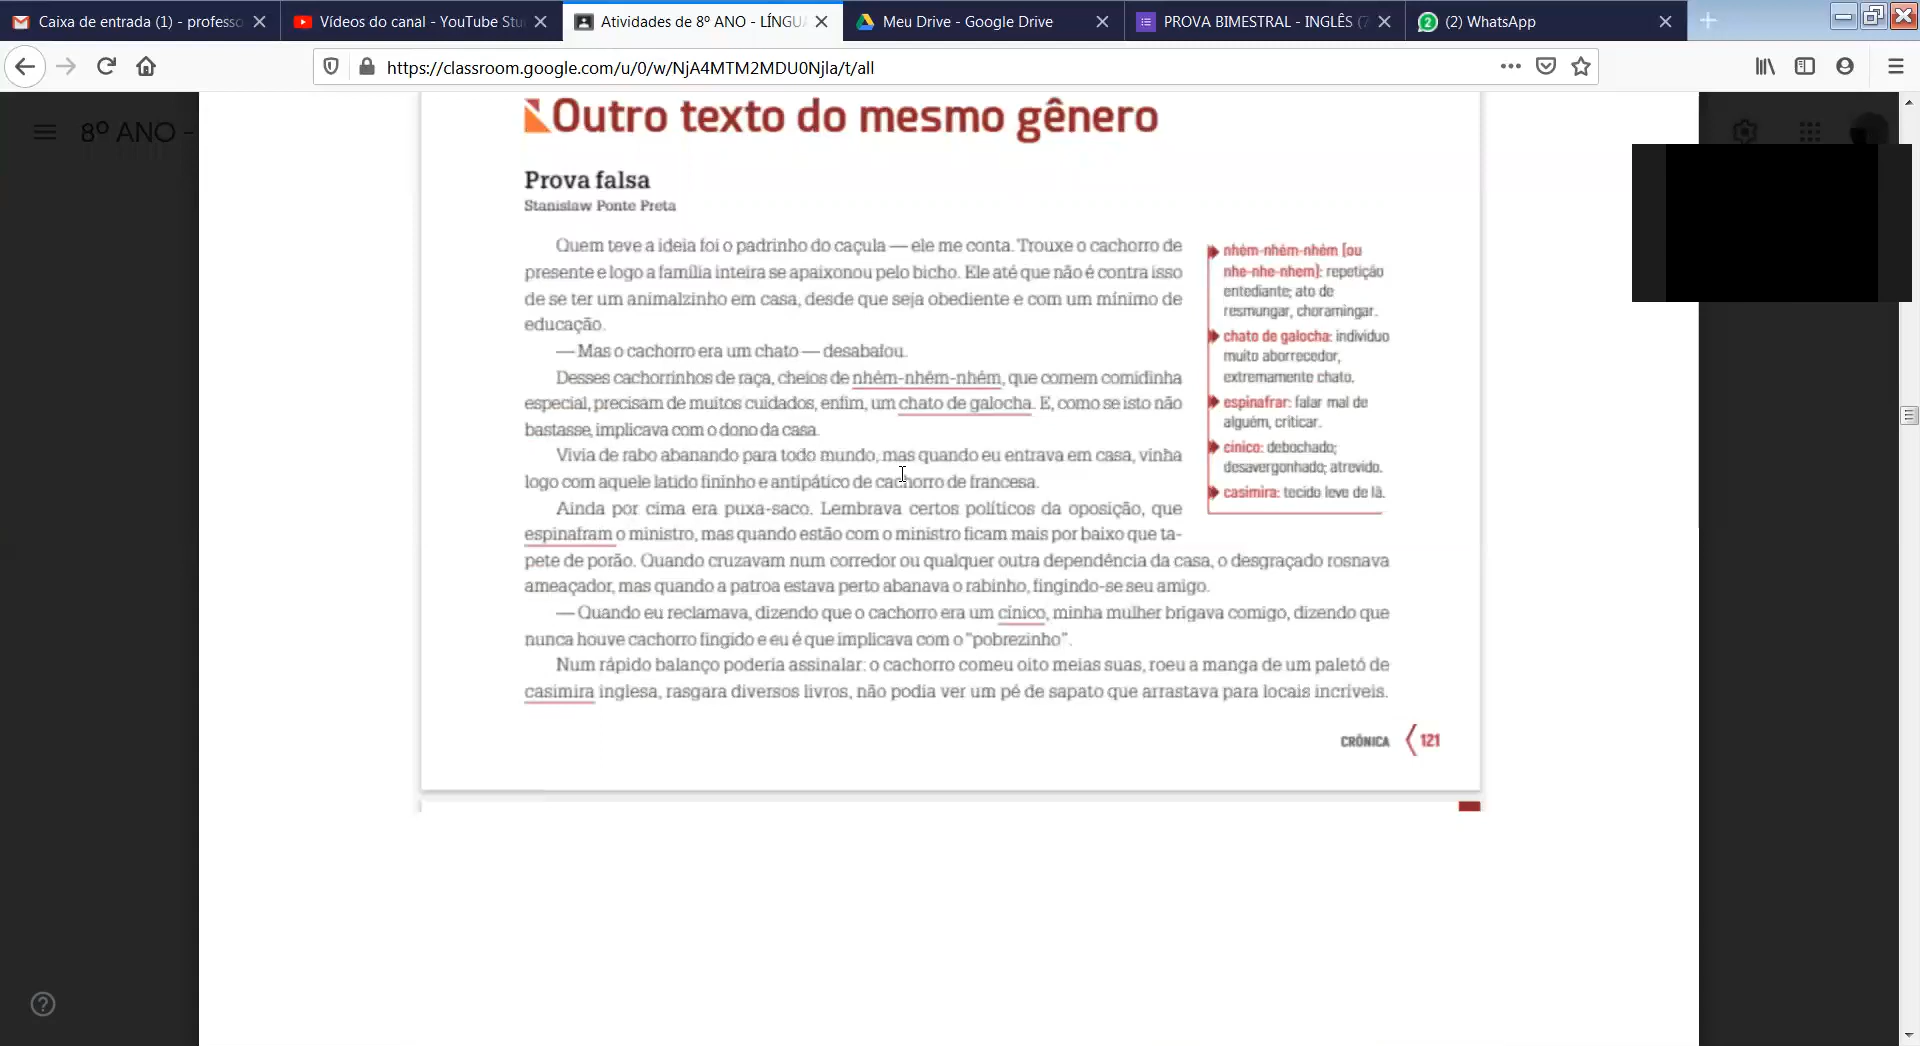 Caixa de entrada (1) - professo
Vídeos do canal - YouTube Stu
Atividades de 8º ANO - LÍNGUA
Meu Drive - Google Drive
PROVA BIMESTRAL - INGLÊS (7
(2) WhatsApp
https://classroom.google.com/u/0/w/NjA4MTM2MDU0Njla/t/all
8º ANO -
Outro texto do mesmo gênero
Prova falsa
Stanislaw Ponte Preta
Quem teve a ideia foi o padrinho do caçula — ele me conta. Trouxe o cachorro de
presente e logo a família inteira se apaixonou pelo bicho. Ele até que não é contra isso
de se ter um animalzinho em casa, desde que seja obediente e com um mínimo de
educação.
— Mas o cachorro era um chato — desabafou.
Desses cachorrinhos de raça, cheios de nhém-nhém-nhém, que comem comidinha
especial, precisam de muitos cuidados, enfim, um chato de galocha. E, como se isto não
bastasse, implicava com o dono da casa.
Vivia de rabo abanando para todo mundo, mas quando eu entrava em casa, vinha
logo com aquele latido fininho e antipático de cachorro de francesa.
Ainda por cima era puxa-saco. Lembrava certos políticos da oposição, que
espinafram o ministro, mas quando estão com o ministro ficam mais por baixo que ta-
pete de porão. Quando cruzavam num corredor ou qualquer outra dependência da casa, o desgraçado rosnava
ameaçador, mas quando a patroa estava perto abanava o rabinho, fingindo-se seu amigo.
— Quando eu reclamava, dizendo que o cachorro era um cínico, minha mulher brigava comigo, dizendo que
nunca houve cachorro fingido e eu é que implicava com o "pobrezinho".
Num rápido balanço poderia assinalar: o cachorro comeu oito meias suas, roeu a manga de um paletó de
casimira inglesa, rasgara diversos livros, não podia ver um pé de sapato que arrastava para locais incríveis.
nhém-nhém-nhém [ou
nhe-nhe-nhem]: repetição
entediante; ato de
resmungar, choramingar.
chato de galocha: indivíduo
muito aborrecedor,
extremamente chato.
espinafrar: falar mal de
alguém, criticar.
cínico: debochado;
desavergonhado; atrevido.
casimira: tecido leve de lã.
CRÔNICA 121